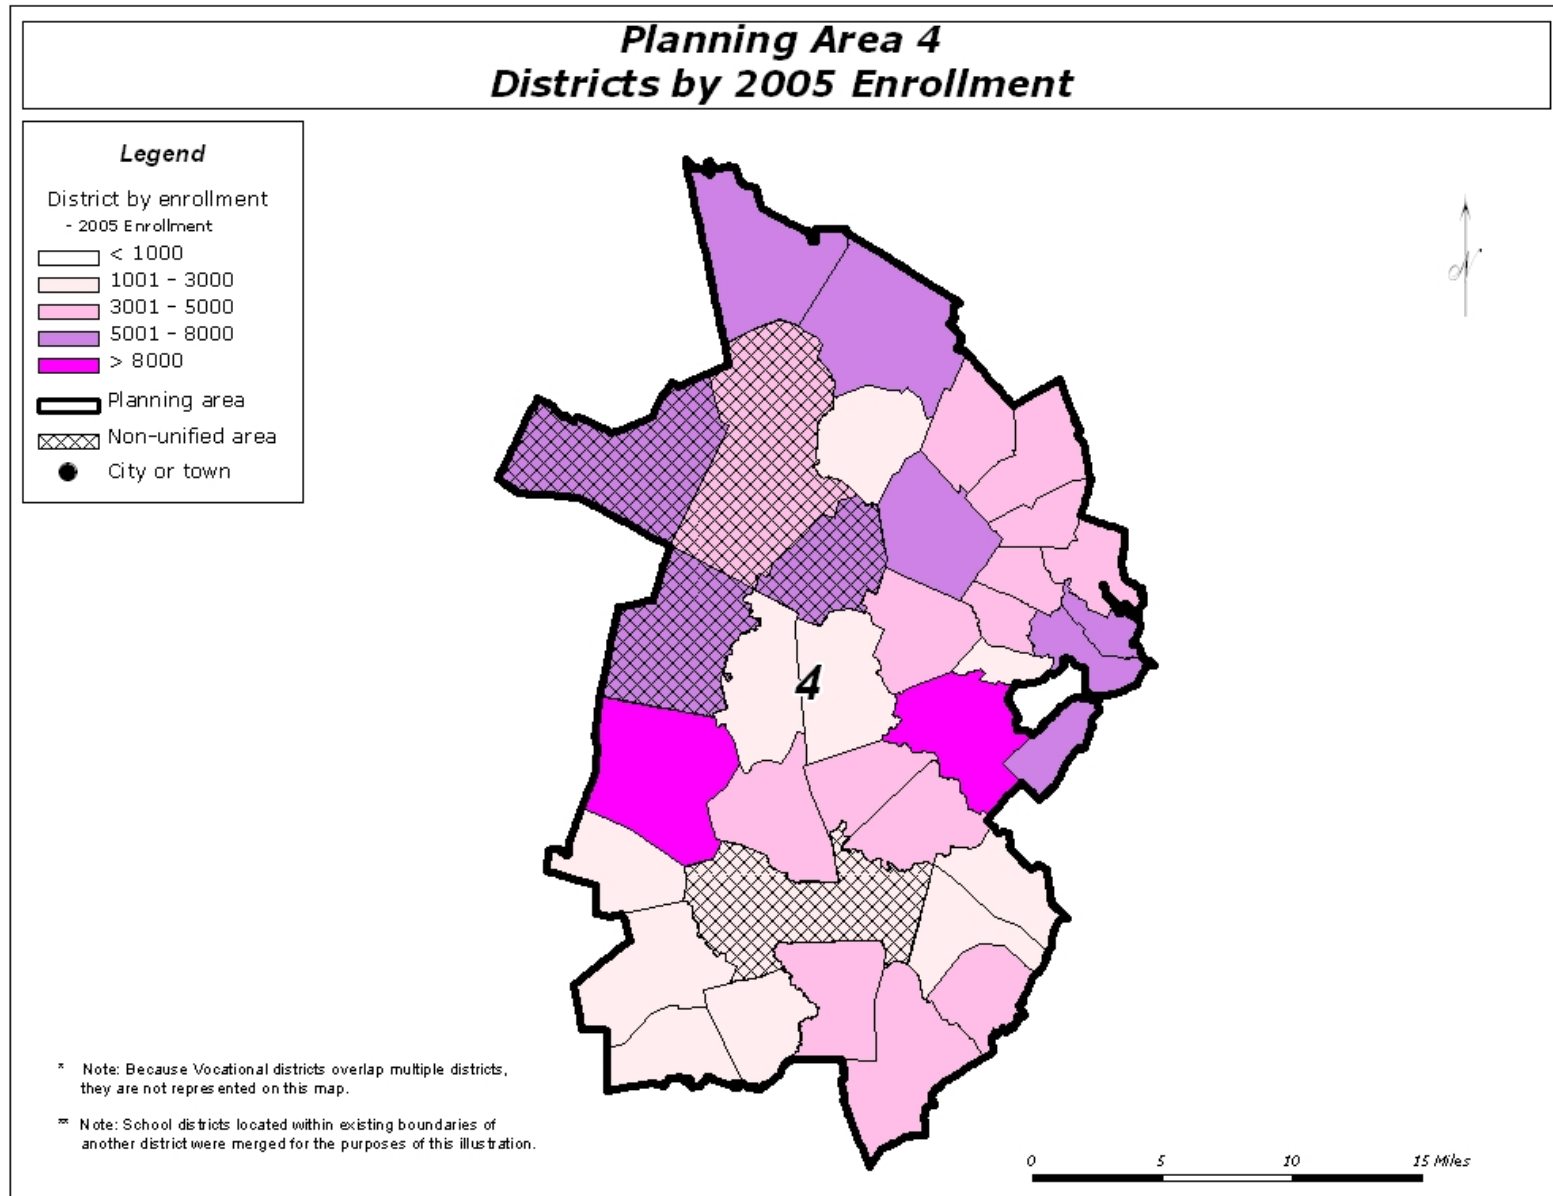 Planning Area 4
Districts by 2005 Enrollment
Legend
District by enrollment
- 2005 Enrollment
< 1000
1001 - 3000
3001 - 5000
5001 - 8000
> 8000
Planning area
Non-unified area
City or town
N
4
* Note: Because Vocational districts overlap multiple districts,
they are not represented on this map.
** Note: School districts located within existing boundaries of
another district were merged for the purposes of this illustration.
0 5 10 15 Miles